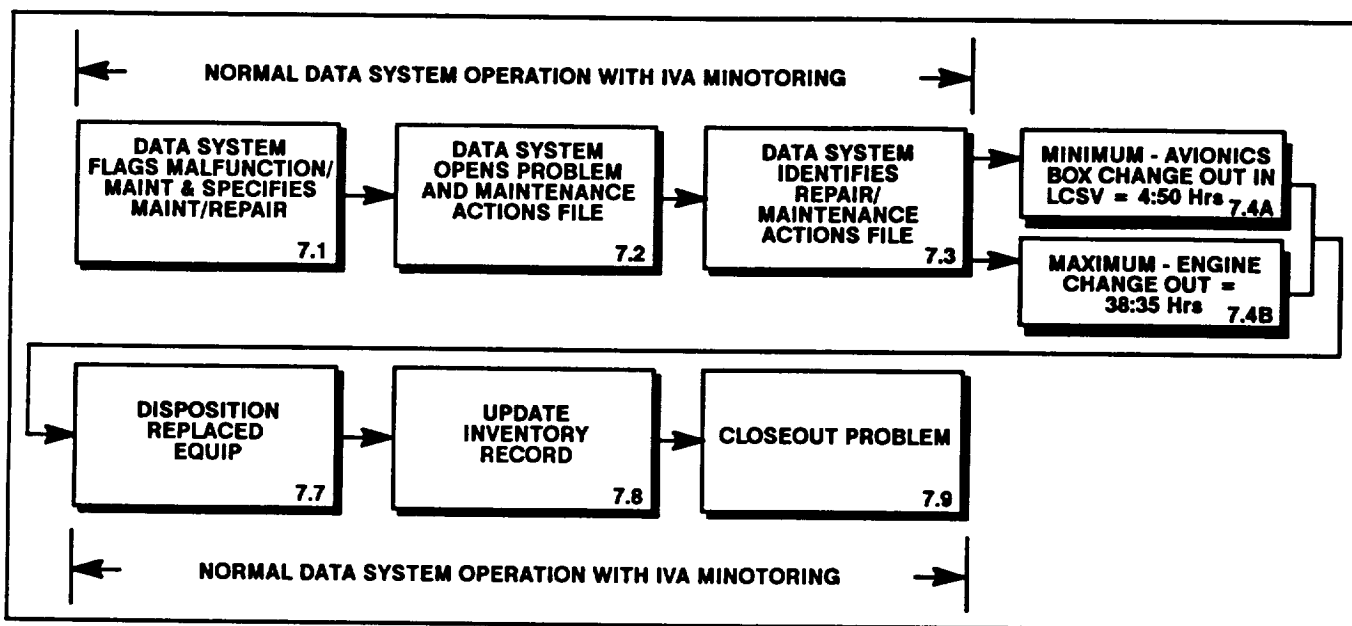 NORMAL DATA SYSTEM OPERATION WITH IVA MINOTORING
DATA SYSTEM
FLAGS MALFUNCTION/
MAINT & SPECIFIES
MAINT/REPAIR
7.1
DATA SYSTEM
OPENS PROBLEM
AND MAINTENANCE
ACTIONS FILE
7.2
DATA SYSTEM
IDENTIFIES
REPAIR/
MAINTENANCE
ACTIONS FILE
7.3
MINIMUM - AVIONICS
BOX CHANGE OUT IN
LCSV = 4:50 Hrs
7.4A
MAXIMUM - ENGINE
CHANGE OUT =
38:35 Hrs
7.4B
DISPOSITION
REPLACED
EQUIP
7.7
UPDATE
INVENTORY
RECORD
7.8
CLOSEOUT PROBLEM
7.9
NORMAL DATA SYSTEM OPERATION WITH IVA MINOTORING